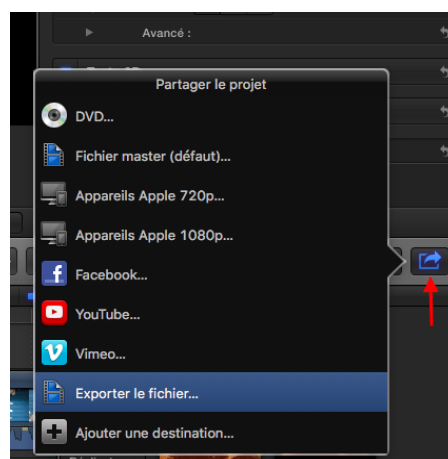 Avancé :
Partager le projet
DVD...
Fichier master (défaut)...
Appareils Apple 720p...
Appareils Apple 1080p...
Facebook...
YouTube...
Vimeo...
Exporter le fichier...
Ajouter une destination...